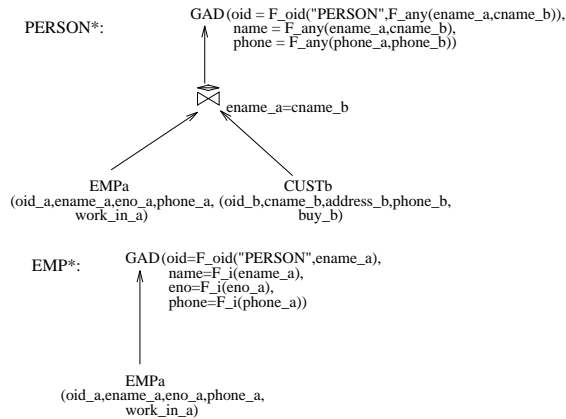 PERSON*:
GAD(oid = F_oid("PERSON",F_any(ename_a,cname_b)),
name = F_any(ename_a,cname_b),
phone = F_any(phone_a,phone_b))
ename_a=cname_b
EMPa
(oid_a,ename_a,eno_a,phone_a,
work_in_a)
CUSTb
(oid_b,cname_b,address_b,phone_b,
buy_b)
EMP*:
GAD(oid=F_oid("PERSON",ename_a),
name=F_i(ename_a),
eno=F_i(eno_a),
phone=F_i(phone_a))
EMPa
(oid_a,ename_a,eno_a,phone_a,
work_in_a)